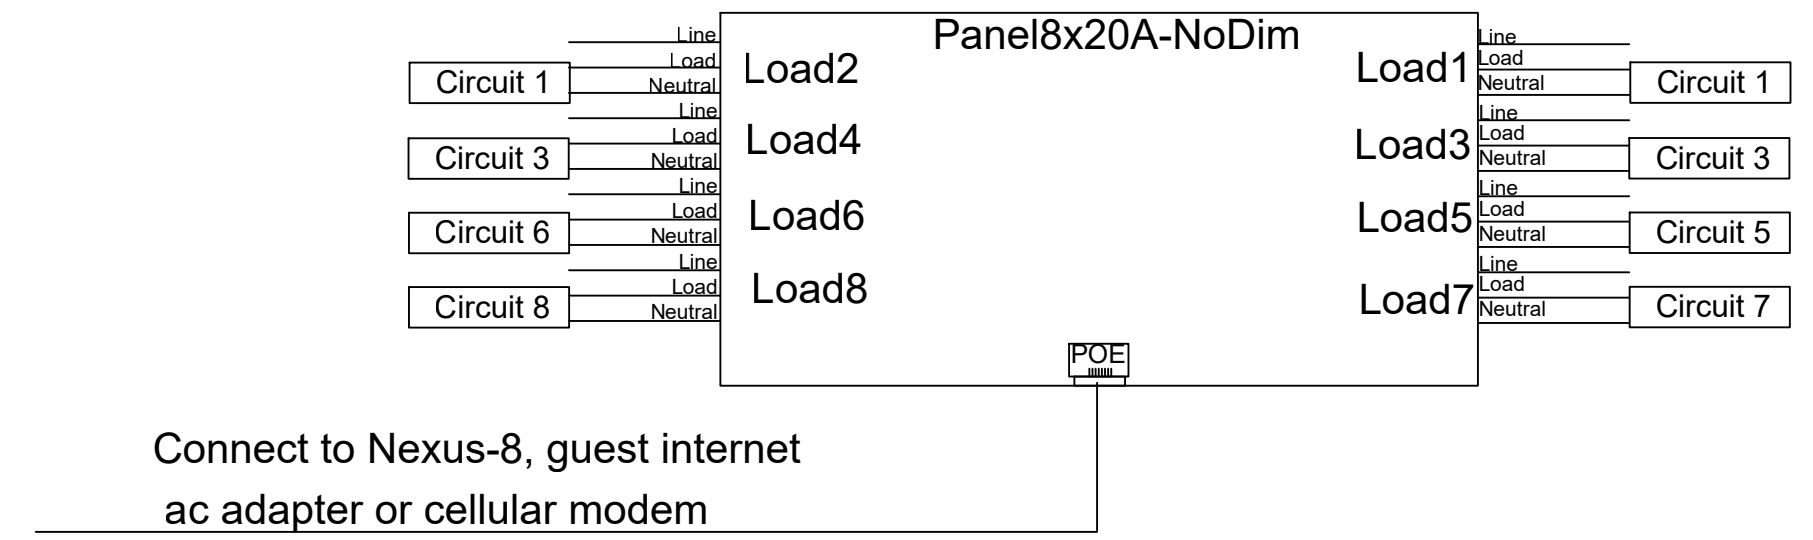 Panel8x20A-NoDim
Line
Load
Neutral
Circuit 1
Load2
Line
Load
Neutral
Circuit 3
Load4
Line
Load
Neutral
Circuit 6
Load6
Line
Load
Neutral
Circuit 8
Load8
Load1
Line
Load
Neutral
Circuit 1
Load3
Line
Load
Neutral
Circuit 3
Load5
Line
Load
Neutral
Circuit 5
Load7
Line
Load
Neutral
Circuit 7
POE
Connect to Nexus-8, guest internet
ac adapter or cellular modem